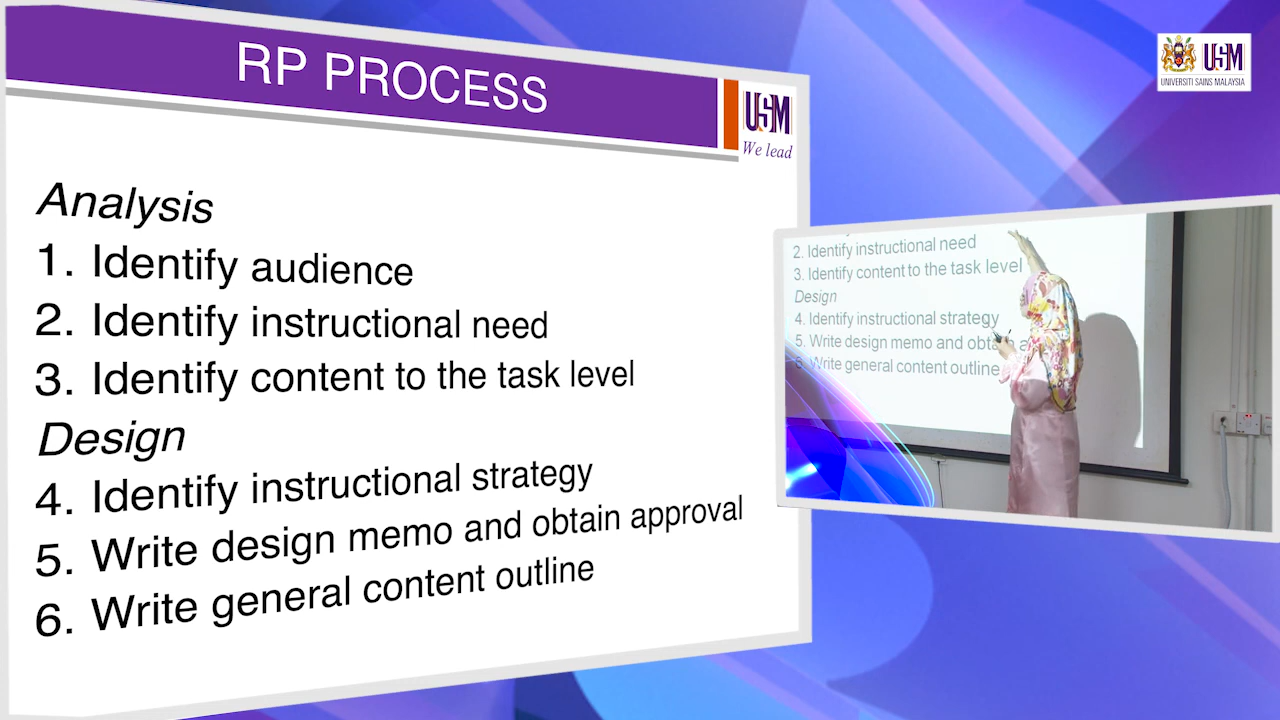 RP PROCESS
USM
We lead
Analysis
1. Identify audience
2. Identify instructional need
3. Identify content to the task level
Design
4. Identify instructional strategy
5. Write design memo and obtain approval
6. Write general content outline
USM
UNIVERSITI SAINS MALAYSIA
2. Identify instructional need
3. Identify content to the task level
Design
4. Identify instructional strategy
5. Write design memo and obtain a
6. Write general content outline